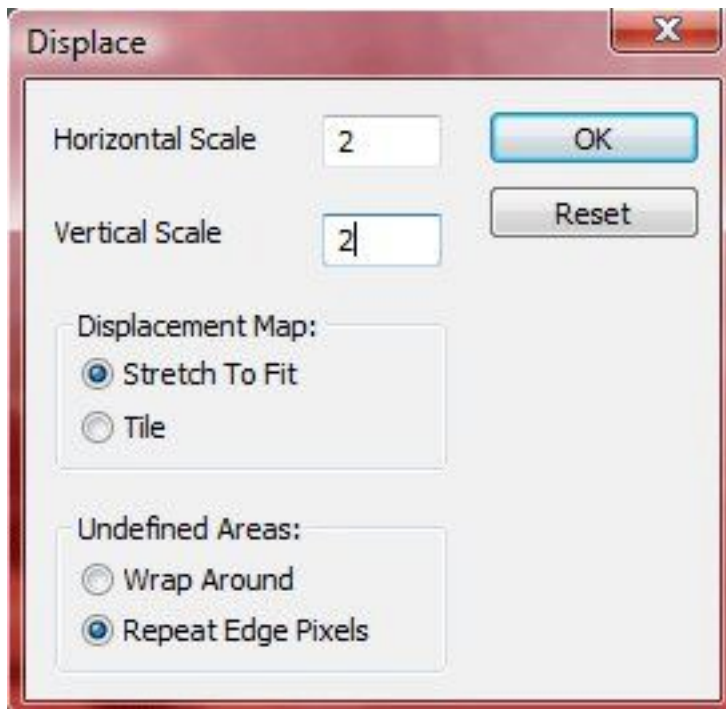 Displace
Horizontal Scale 2 OK
Vertical Scale 2 Reset
Displacement Map:
Stretch To Fit
Tile
Undefined Areas:
Wrap Around
Repeat Edge Pixels